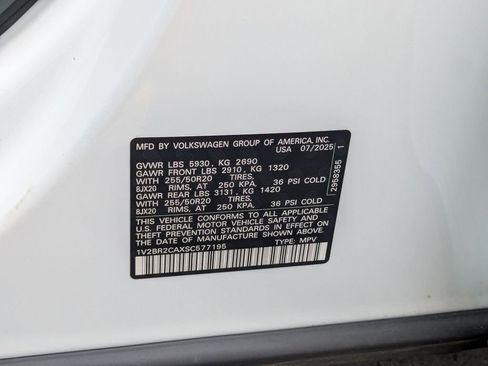 MFD BY VOLKSWAGEN GROUP OF AMERICA, INC.
USA 07/2025
GVWR LBS 5930, KG 2690
GAWR FRONT LBS 2910, KG 1320
WITH 255/50R20 TIRES,
8JX20 RIMS, AT 250 KPA, 36 PSI COLD
GAWR REAR LBS 3131, KG 1420
WITH 255/50R20 TIRES,
8JX20 RIMS, AT 250 KPA, 36 PSI COLD
THIS VEHICLE CONFORMS TO ALL APPLICABLE
U.S. FEDERAL MOTOR VEHICLE SAFETY
AND THEFT PREVENTION STANDARDS IN
EFFECT ON THE DATE OF MANUFACTURE
SHOWN ABOVE.
1V2BR2CAXSC577195 TYPE: MPV
2968355 1